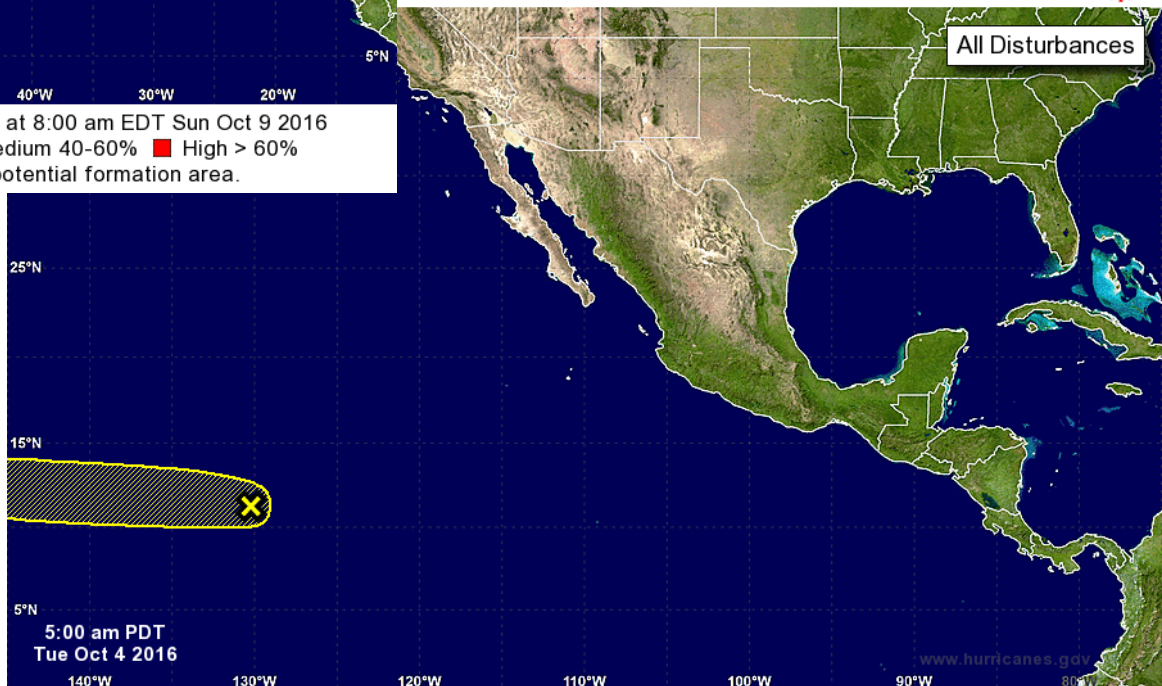 All Disturbances
5°N
40°W 30°W 20°W
at 8:00 am EDT Sun Oct 9 2016
edium 40-60% High > 60%
potential formation area.
25°N
15°N
5°N
5:00 am PDT
Tue Oct 4 2016
www.hurricanes.gov
140°W 130°W 120°W 110°W 100°W 90°W 80°W